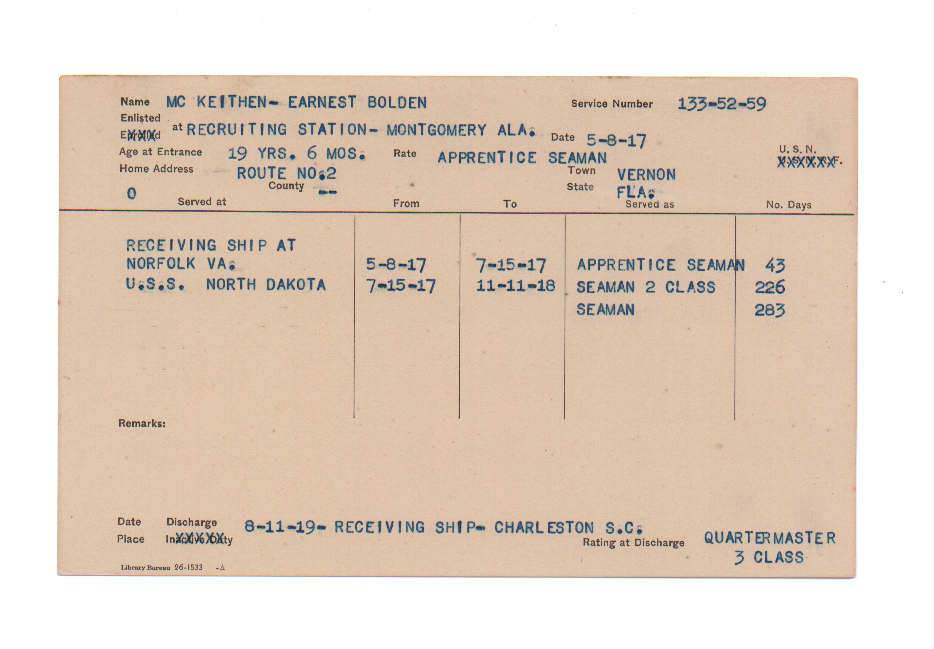 Name MC KEITHEN- EARNEST BOLDEN Service Number 133-52-59
Enlisted
at RECRUITING STATION- MONTGOMERY ALA. Date 5-8-17
Age at Entrance 19 YRS. 6 MOS. Rate APPRENTICE SEAMAN U. S. N.
Home Address ROUTE NO.2 Town VERNON
County -- State FLA.
0 Served at From To Served as No. Days
RECEIVING SHIP AT
NORFOLK VA. 5-8-17 7-15-17 APPRENTICE SEAMAN 43
U.S.S. NORTH DAKOTA 7-15-17 11-11-18 SEAMAN 2 CLASS 226
SEAMAN 283
Remarks:
Date Discharge 8-11-19- RECEIVING SHIP- CHARLESTON S.C.
Place Rating at Discharge QUARTERMASTER
3 CLASS
Library Bureau 26-1533 -A